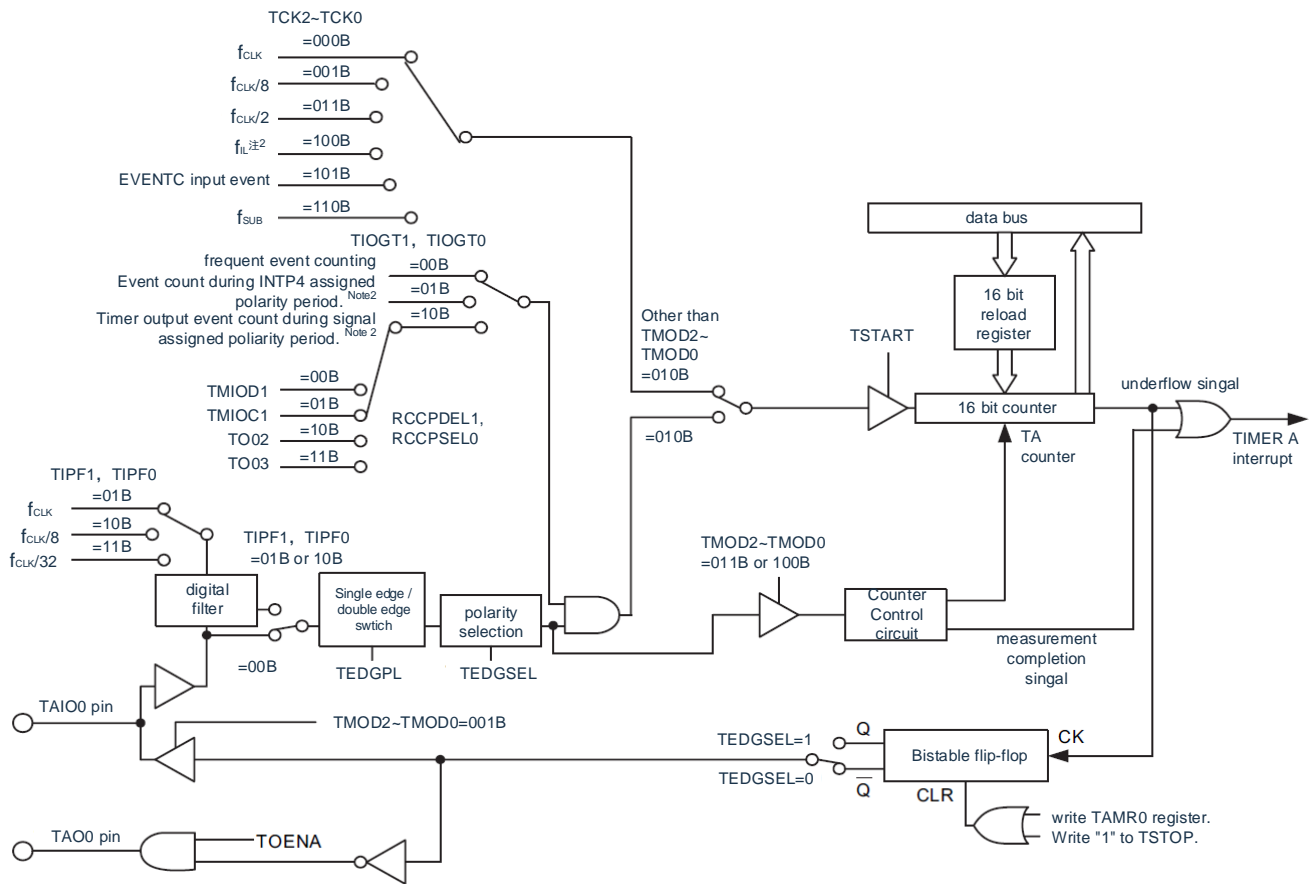 TCK2~TCK0
fCLK =000B
fCLK/8 =001B
fCLK/2 =011B
fIL注2 =100B
EVENTC input event =101B
fSUB =110B
TIOGT1，TIOGT0
frequent event counting =00B
Event count during INTP4 assigned
polarity period. Note2 =01B
Timer output event count during signal =10B
assigned poliarity period. Note 2
TMIOD1 =00B
TMIOC1 =01B
TO02 =10B
TO03 =11B
RCCPDEL1,
RCCPSEL0
Other than
TMOD2~
TMOD0
=010B
=010B
TSTART
data bus
16 bit
reload
register
16 bit counter
TA
counter
underflow singal
TIMER A
interrupt
TIPF1，TIPF0
fCLK =01B
fCLK/8 =10B
fCLK/32 =11B
digital
filter
TIPF1，TIPF0
=01B or 10B
=00B
Single edge /
double edge
swtich
TEDGPL
polarity
selection
TEDGSEL
TMOD2~TMOD0
=011B or 100B
Counter
Control
circuit
measurement
completion
singal
TAIO0 pin
TMOD2~TMOD0=001B
TEDGSEL=1
TEDGSEL=0
Q
Q
Bistable flip-flop
CK
CLR
write TAMR0 register.
Write "1" to TSTOP.
TAO0 pin
TOENA